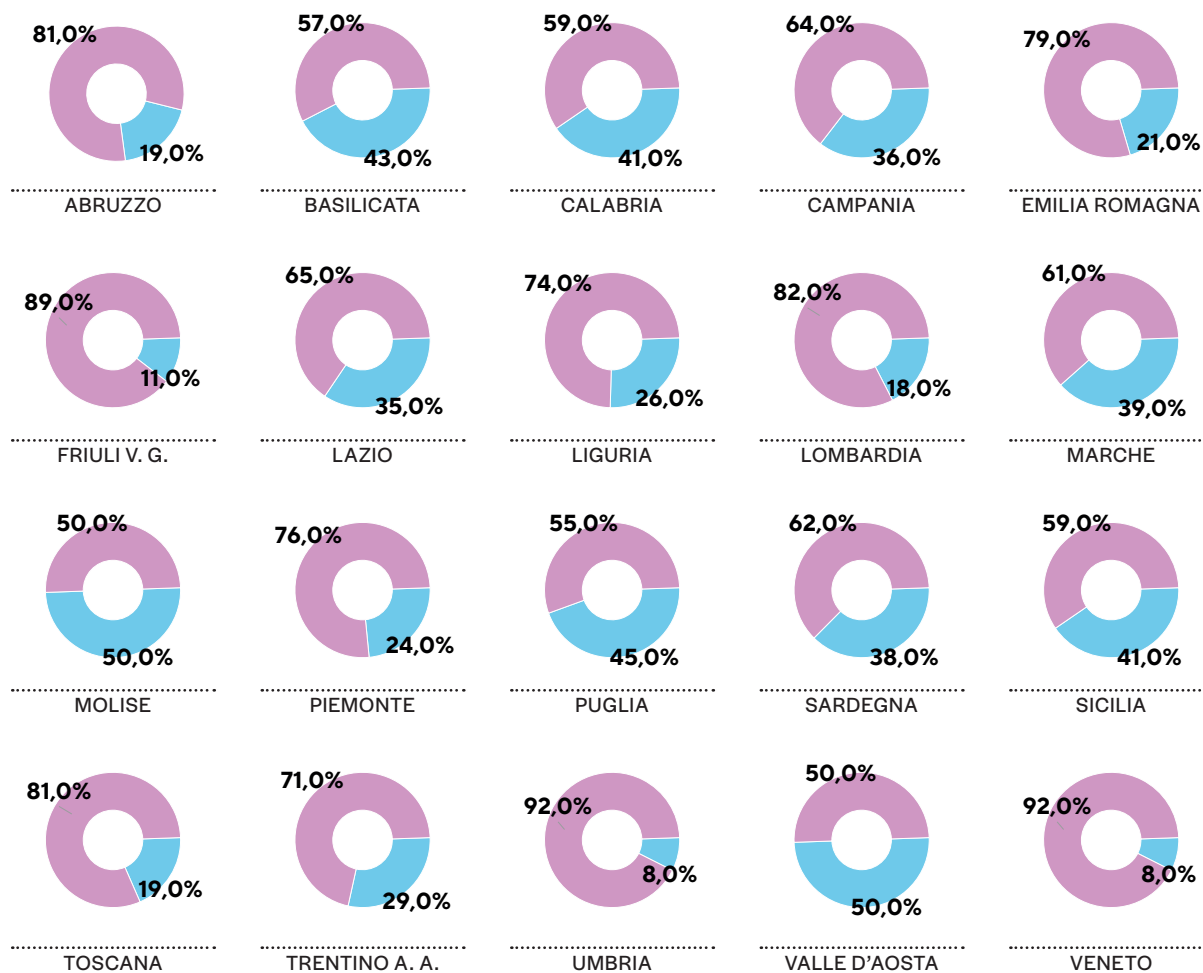 81,0%
19,0%
ABRUZZO
57,0%
43,0%
BASILICATA
59,0%
41,0%
CALABRIA
64,0%
36,0%
CAMPANIA
79,0%
21,0%
EMILIA ROMAGNA
89,0%
11,0%
FRIULI V. G.
65,0%
35,0%
LAZIO
74,0%
26,0%
LIGURIA
82,0%
18,0%
LOMBARDIA
61,0%
39,0%
MARCHE
50,0%
50,0%
MOLISE
76,0%
24,0%
PIEMONTE
55,0%
45,0%
PUGLIA
62,0%
38,0%
SARDEGNA
59,0%
41,0%
SICILIA
81,0%
19,0%
TOSCANA
71,0%
29,0%
TRENTINO A. A.
92,0%
8,0%
UMBRIA
50,0%
50,0%
VALLE D'AOSTA
92,0%
8,0%
VENETO